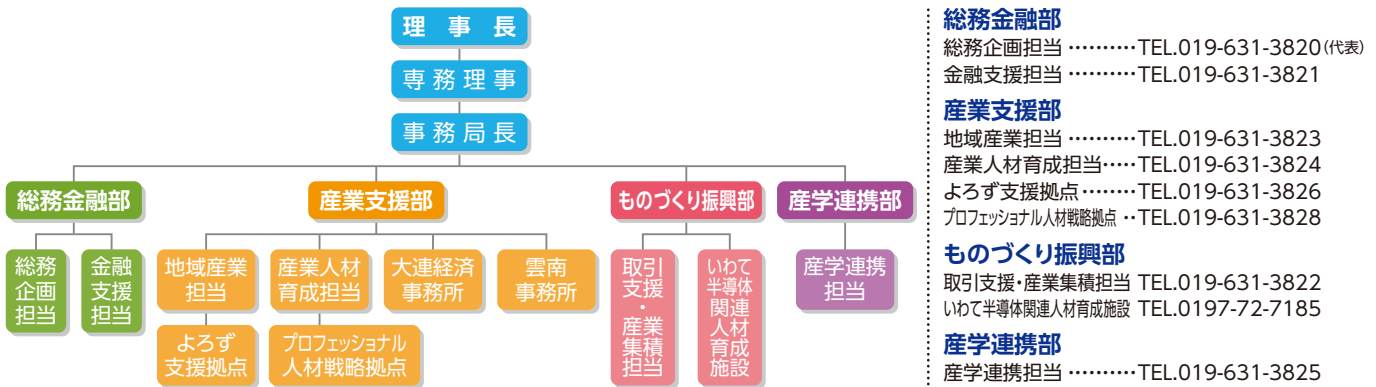 理事長
専務理事
事務局長
総務金融部
産業支援部
ものづくり振興部
産学連携部
総務
企画
担当
金融
支援
担当
地域産業
担当
産業人材
育成担当
大連経済
事務所
雲南
事務所
よろず
支援拠点
プロフェッショナル
人材戦略拠点
取引
支援
・
産業
集積
担当
いわて
半導体
関連
人材
育成
施設
産学連携
担当
総務金融部
総務企画担当 ··········TEL.019-631-3820(代表)
金融支援担当 ··········TEL.019-631-3821
産業支援部
地域産業担当 ··········TEL.019-631-3823
産業人材育成担当·····TEL.019-631-3824
よろず支援拠点········TEL.019-631-3826
プロフェッショナル人材戦略拠点 ··TEL.019-631-3828
ものづくり振興部
取引支援・産業集積担当 TEL.019-631-3822
いわて半導体関連人材育成施設 TEL.0197-72-7185
産学連携部
産学連携担当 ··········TEL.019-631-3825